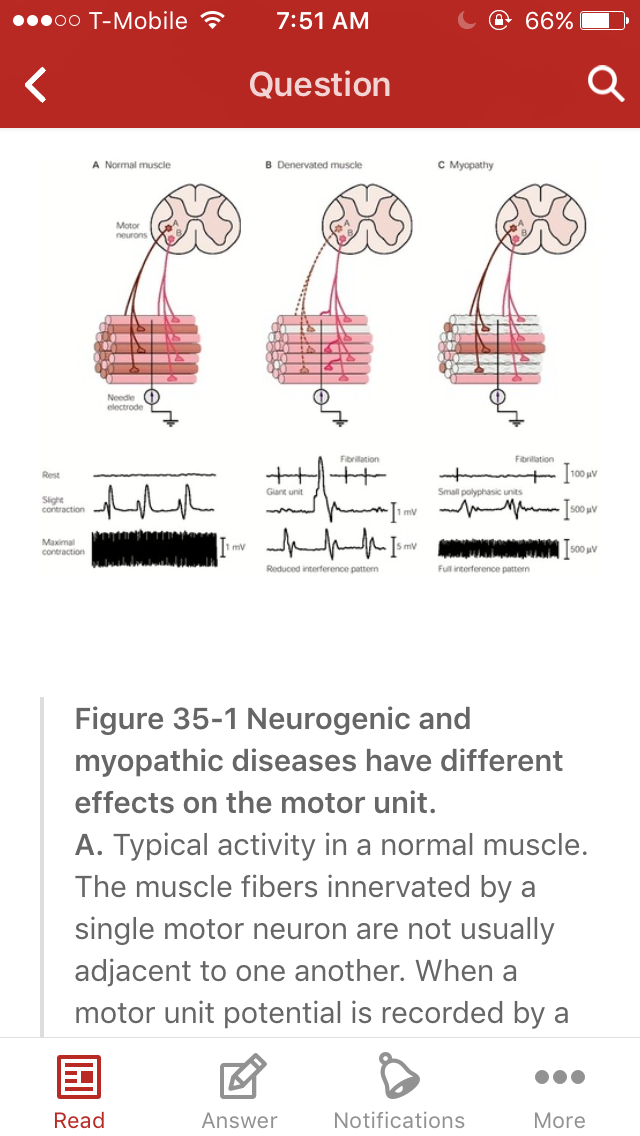 T-Mobile 7:51 AM 66%
Question
A Normal muscle B Denervated muscle C Myopathy
Motor
neurons
A
B
A
B
A
B
Needle
electrode
Rest
Fibrillation
Fibrillation
100 µV
Slight
contraction
Giant unit
1 mV
Small polyphasic units
500 µV
Maximal
contraction
1 mV
5 mV
500 µV
Reduced interference pattern
Full interference pattern
Figure 35-1 Neurogenic and
myopathic diseases have different
effects on the motor unit.
A. Typical activity in a normal muscle.
The muscle fibers innervated by a
single motor neuron are not usually
adjacent to one another. When a
motor unit potential is recorded by a
Read Answer Notifications More